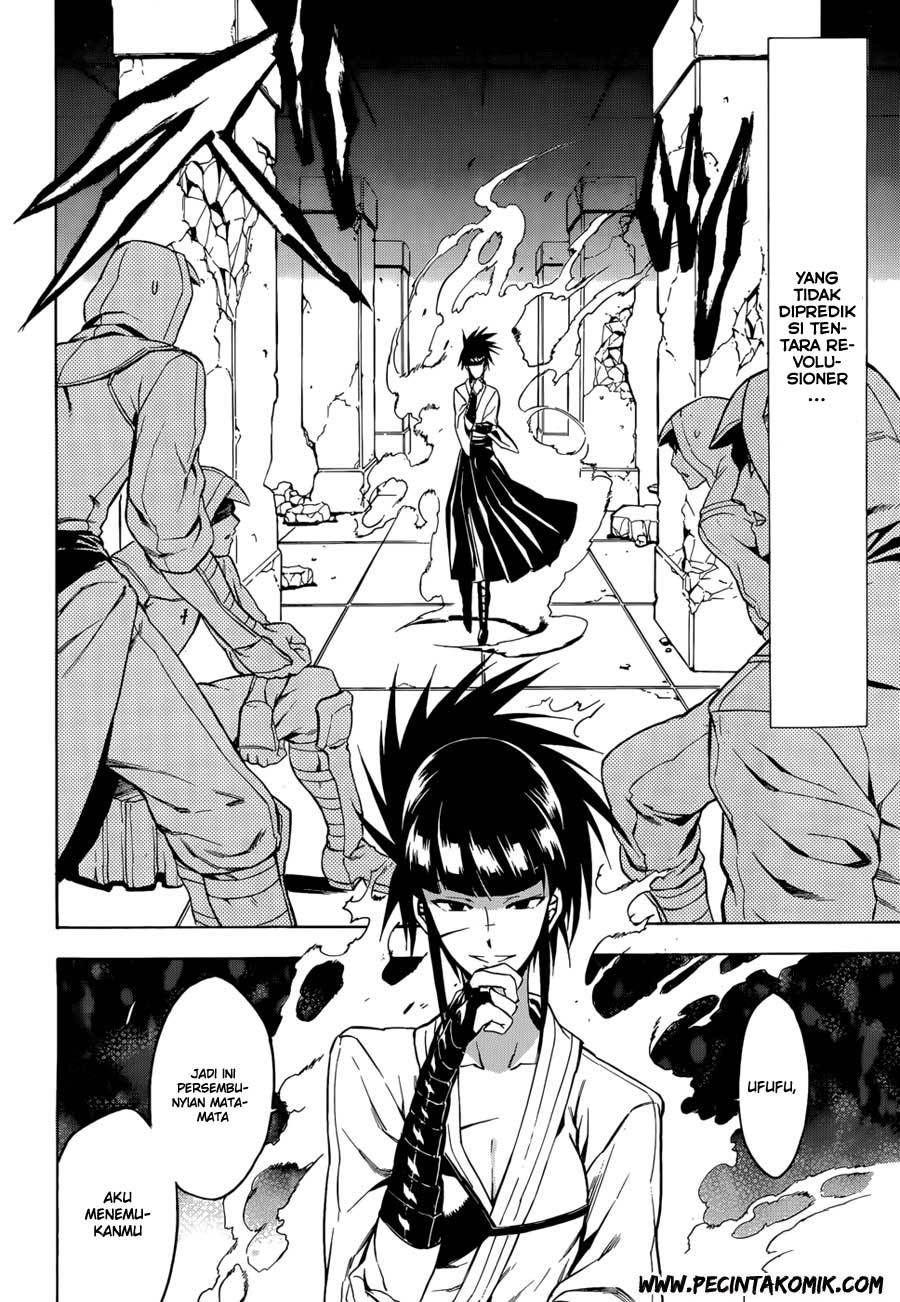 YANG
TIDAK
DIPREDIK
SI TEN-
TARA RE-
VOLU-
SIONER
...
UFUFU,
JADI INI
PERSEMBU-
NYIAN MATA-
MATA
AKU
MENEMU-
KANMU
WWW.PECINTAKOMIK.COM